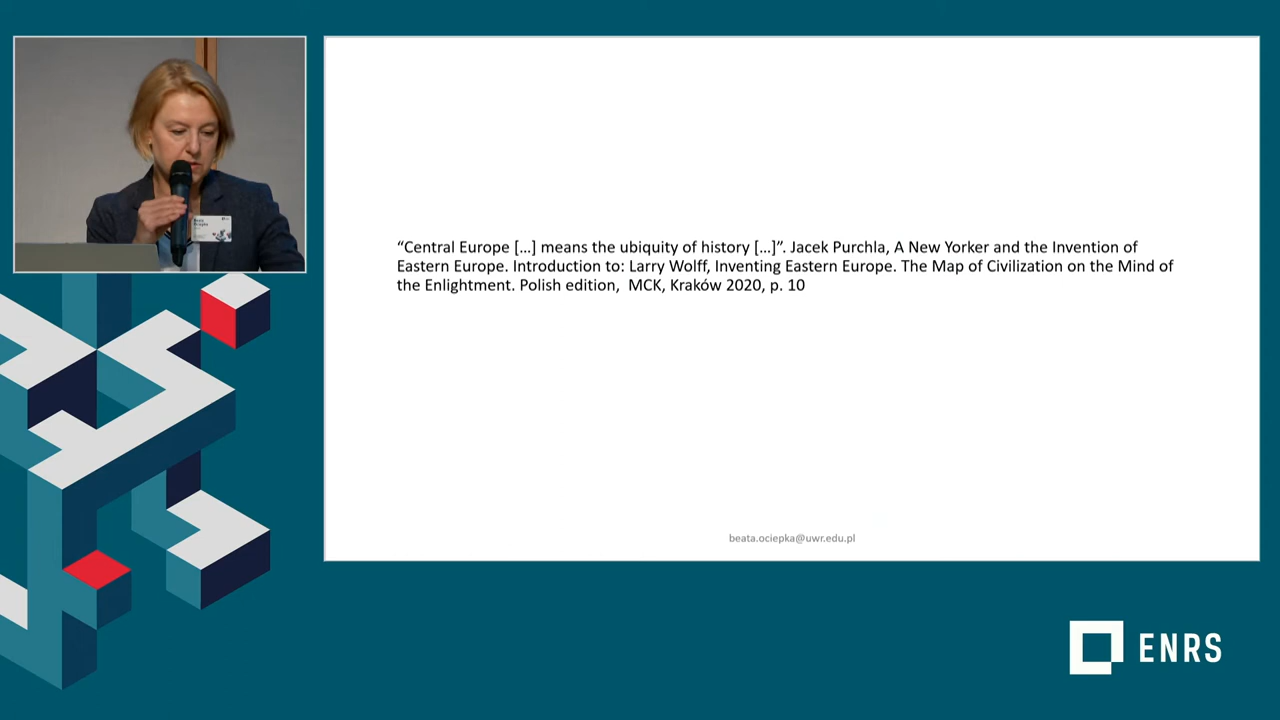 “Central Europe […] means the ubiquity of history […]”. Jacek Purchla, A New Yorker and the Invention of
Eastern Europe. Introduction to: Larry Wolff, Inventing Eastern Europe. The Map of Civilization on the Mind of
the Enlightment. Polish edition,  MCK, Kraków 2020, p. 10
beata.ociepka@uwr.edu.pl
ENRS